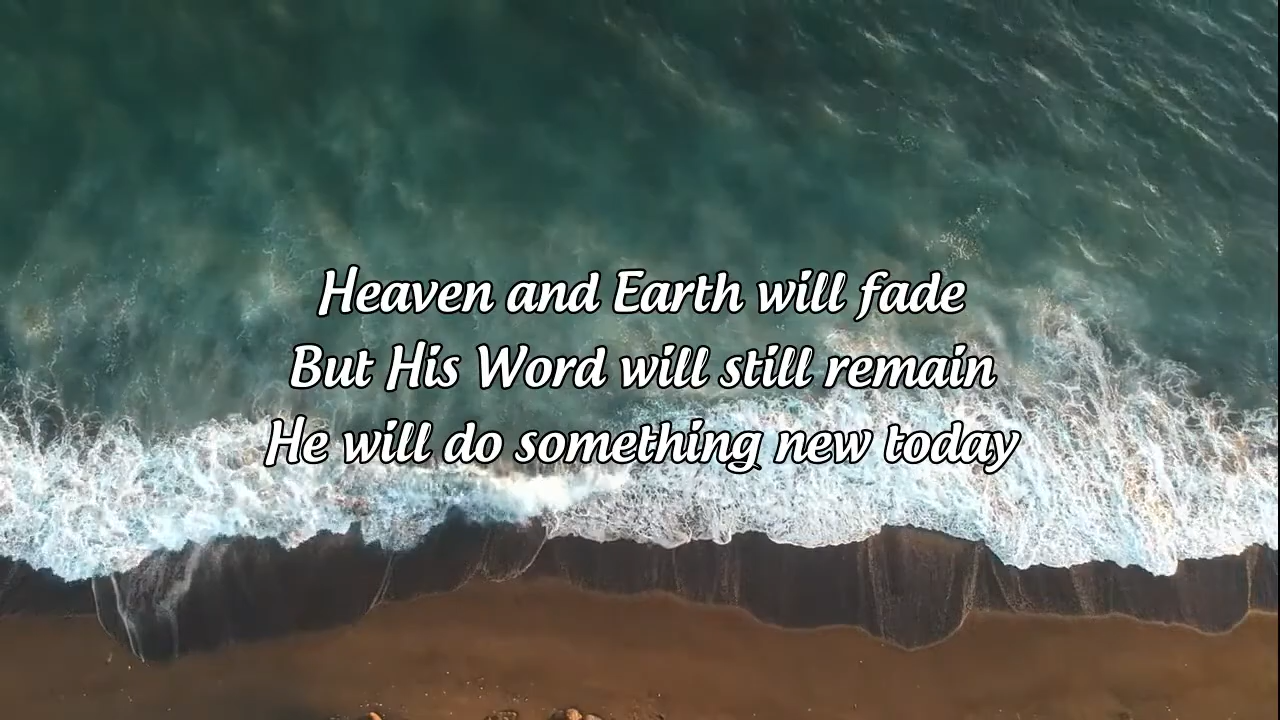 Heaven and Earth will fade
But His Word will still remain
He will do something new today